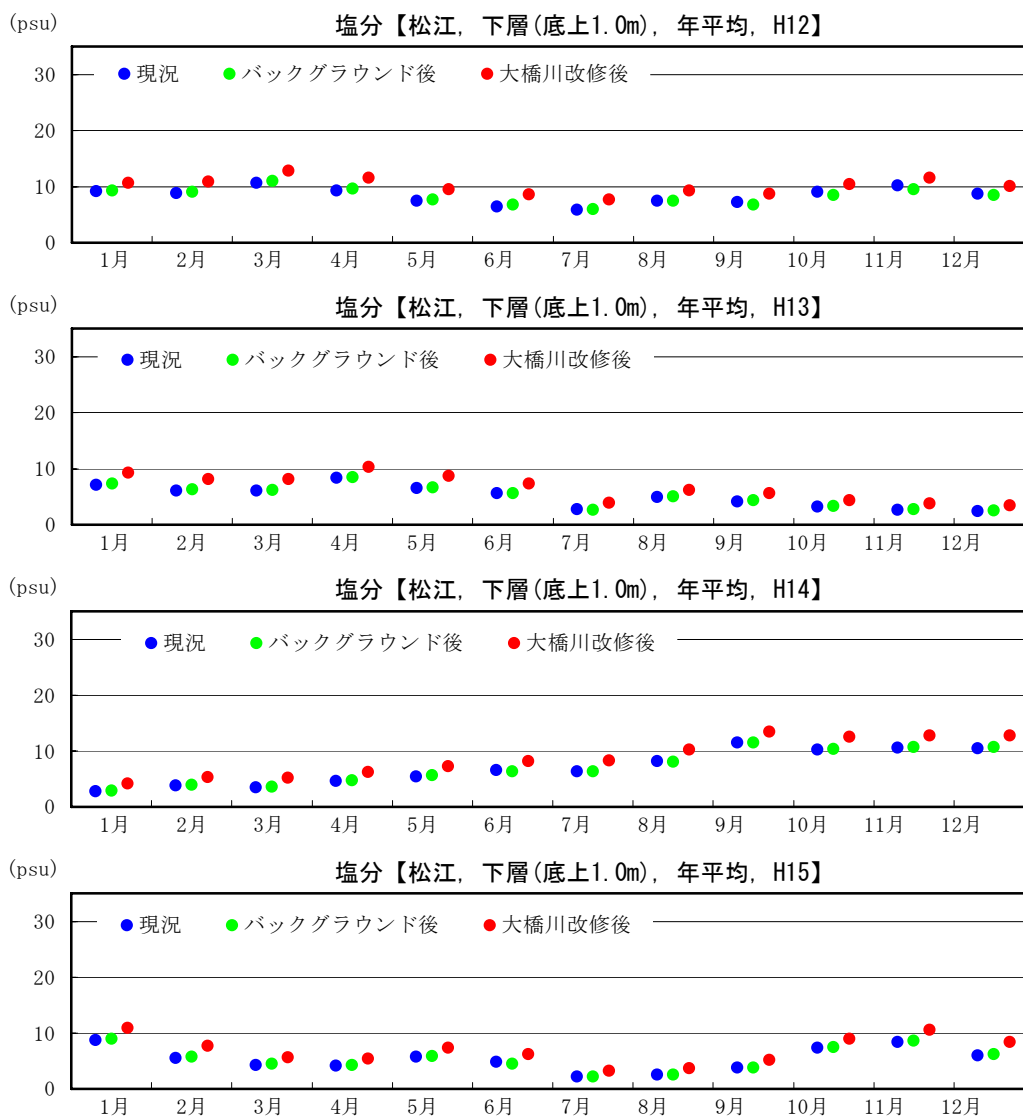 (psu) 塩分【松江, 下層(底上1.0m), 年平均, H12】
30 現況 バックグラウンド後 大橋川改修後
20
10
0
1月 2月 3月 4月 5月 6月 7月 8月 9月 10月 11月 12月
(psu) 塩分【松江, 下層(底上1.0m), 年平均, H13】
30 現況 バックグラウンド後 大橋川改修後
20
10
0
1月 2月 3月 4月 5月 6月 7月 8月 9月 10月 11月 12月
(psu) 塩分【松江, 下層(底上1.0m), 年平均, H14】
30 現況 バックグラウンド後 大橋川改修後
20
10
0
1月 2月 3月 4月 5月 6月 7月 8月 9月 10月 11月 12月
(psu) 塩分【松江, 下層(底上1.0m), 年平均, H15】
30 現況 バックグラウンド後 大橋川改修後
20
10
0
1月 2月 3月 4月 5月 6月 7月 8月 9月 10月 11月 12月